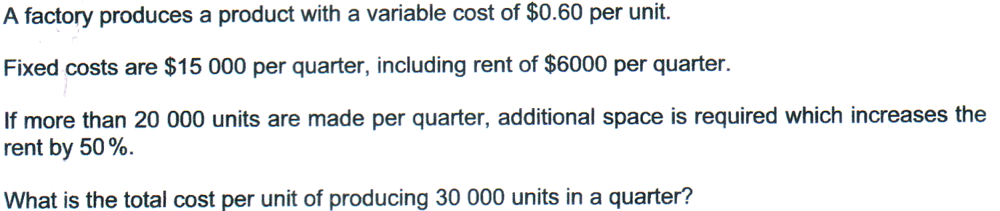 A factory produces a product with a variable cost of $0.60 per unit.
Fixed costs are $15 000 per quarter, including rent of $6000 per quarter.
If more than 20 000 units are made per quarter, additional space is required which increases the
rent by 50%.
What is the total cost per unit of producing 30 000 units in a quarter?